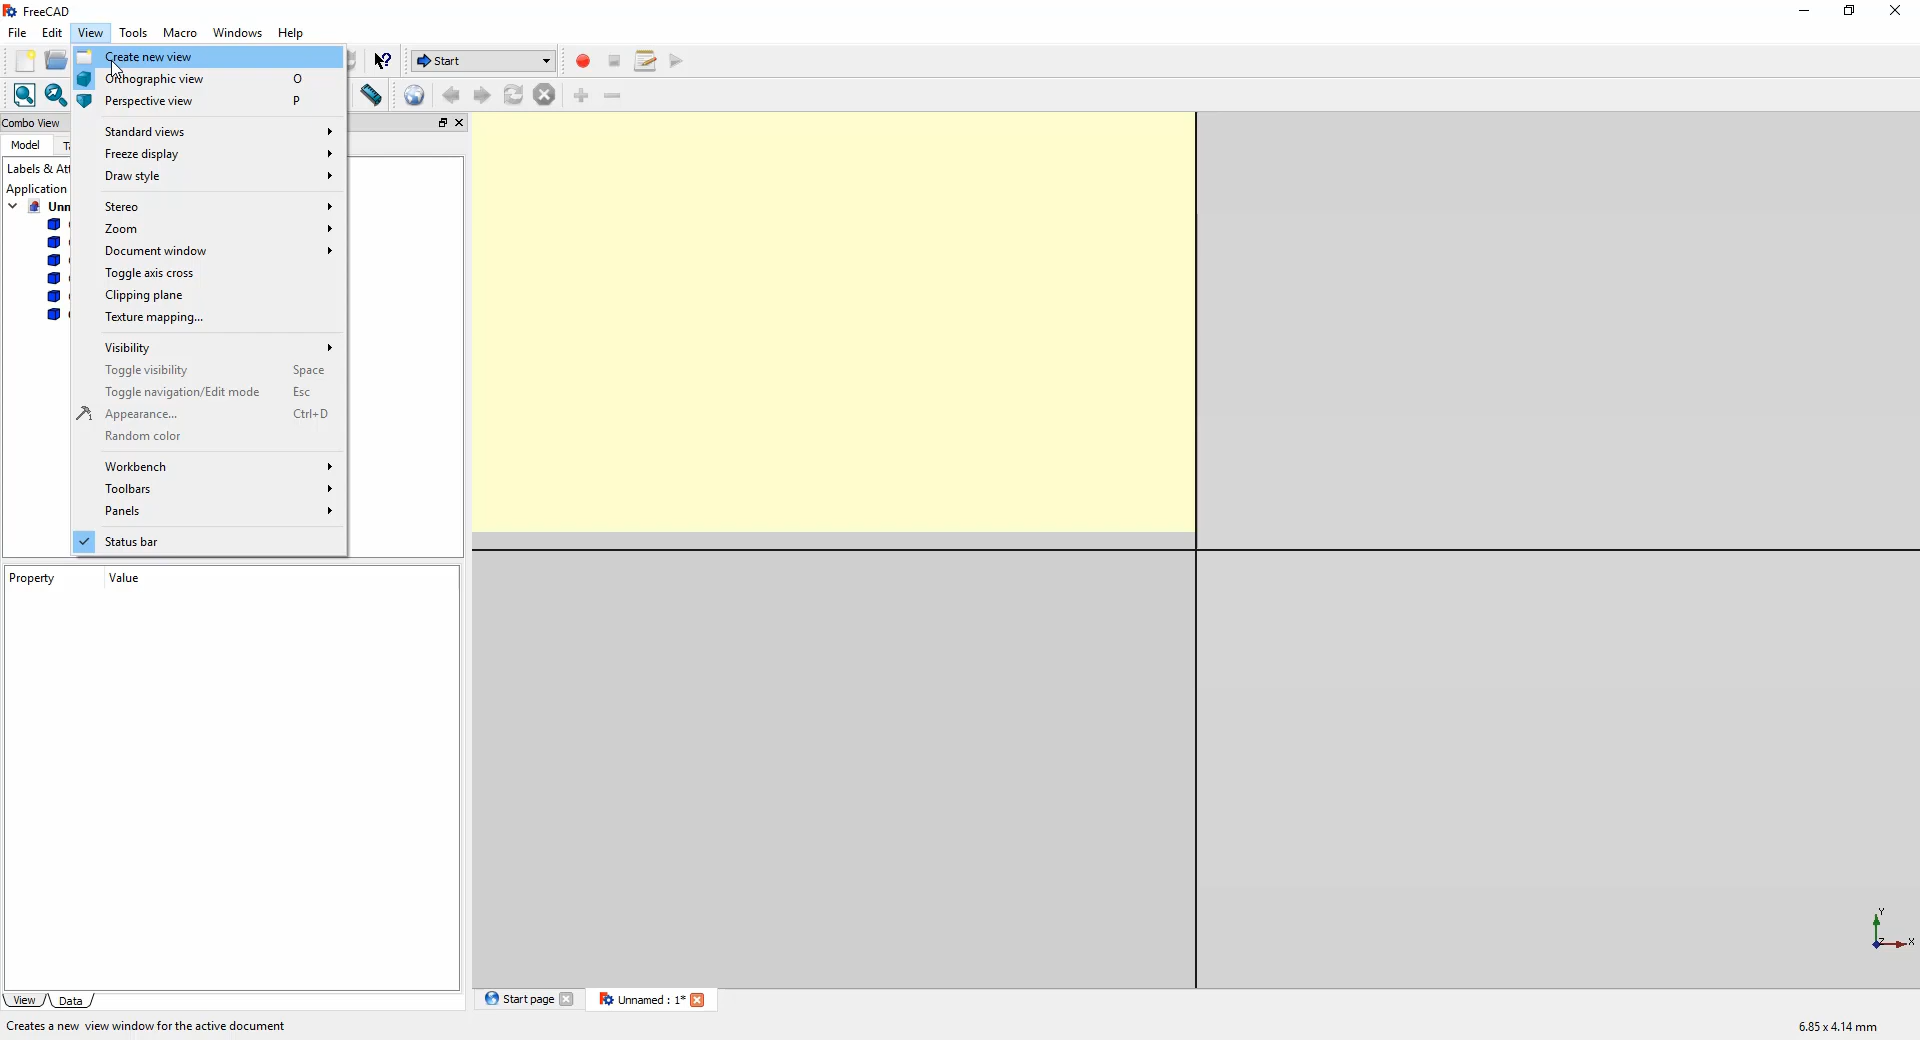 FreeCAD
File Edit View Tools Macro Windows Help
Create new view
Start
Orthographic view O
Perspective view P
Combo View
Standard views
Model
Freeze display
Labels & Att
Draw style
Application
Unn
Stereo
Zoom
Document window
Toggle axis cross
Clipping plane
Texture mapping...
Visibility
Toggle visibility Space
Toggle navigation/Edit mode Esc
Appearance... Ctrl+D
Random color
Workbench
Toolbars
Panels
Status bar
Property Value
Y
Z X
View Data
Start page Unnamed : 1*
Creates a new view window for the active document
6.85 x 4.14 mm